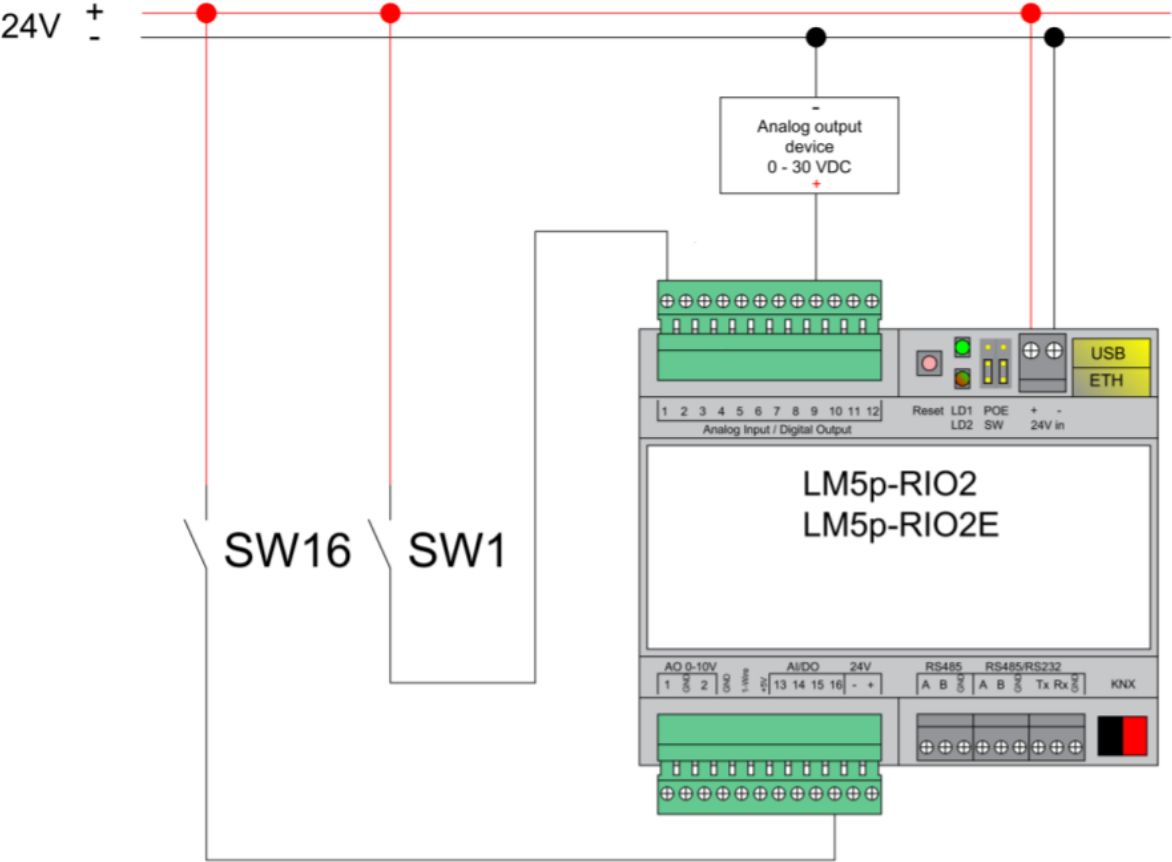 24V + -
-
Analog output
device
0 - 30 VDC
+
USB
ETH
1 2 3 4 5 6 7 8 9 10 11 12
Analog Input / Digital Output
Reset LD1 POE + -
LD2 SW 24V in
LM5p-RIO2
LM5p-RIO2E
SW16 SW1
AO 0-10V AI/DO 24V RS485 RS485/RS232
1 GND 2 GND 1-Wire +5V 13 14 15 16 - + A B GND A B GND Tx Rx GND KNX